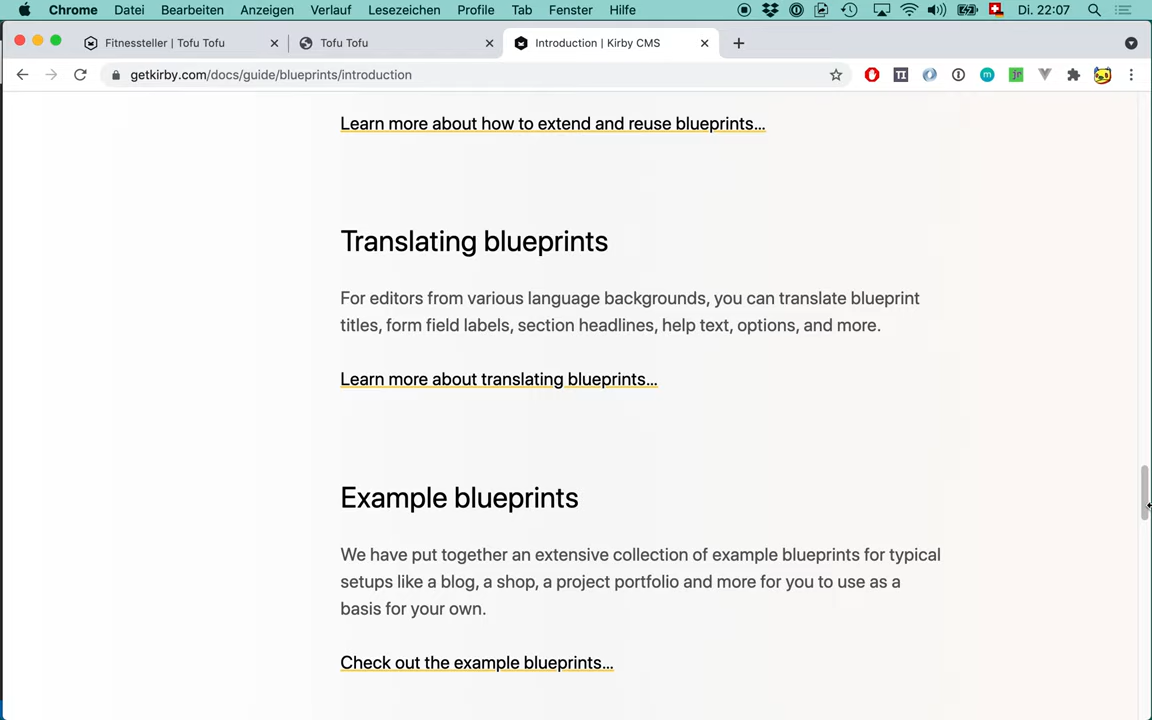 Chrome Datei Bearbeiten Anzeigen Verlauf Lesezeichen Profile Tab Fenster Hilfe Di. 22:07
Fitnessteller | Tofu Tofu
Tofu Tofu
Introduction | Kirby CMS
getkirby.com/docs/guide/blueprints/introduction
Learn more about how to extend and reuse blueprints...
Translating blueprints
For editors from various language backgrounds, you can translate blueprint
titles, form field labels, section headlines, help text, options, and more.
Learn more about translating blueprints...
Example blueprints
We have put together an extensive collection of example blueprints for typical
setups like a blog, a shop, a project portfolio and more for you to use as a
basis for your own.
Check out the example blueprints...